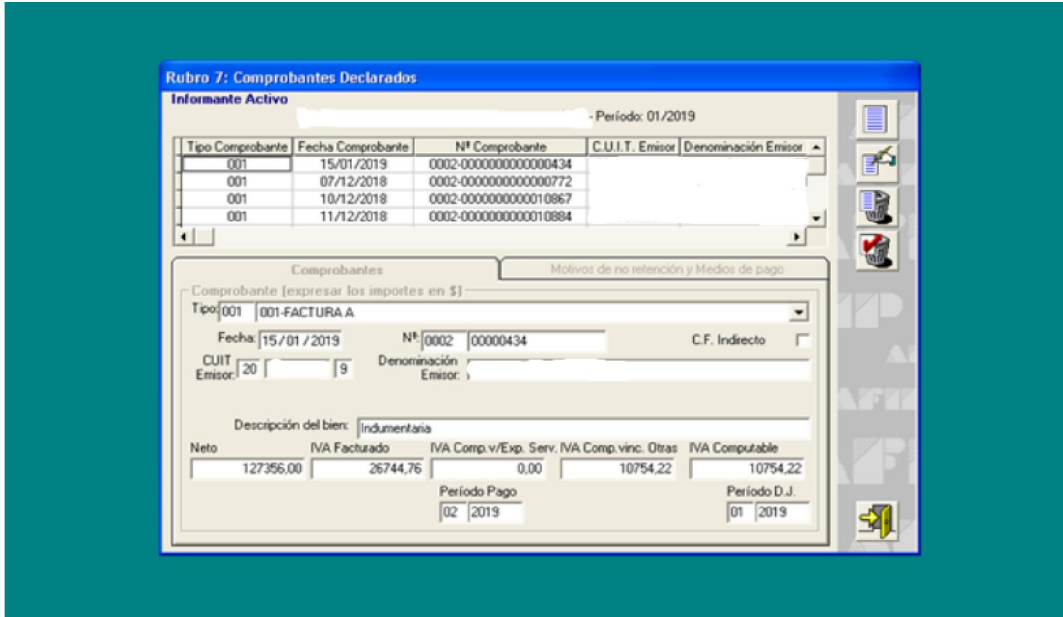 Rubro 7: Comprobantes Declarados
Informante Activo
- Período: 01/2019
Tipo Comprobante Fecha Comprobante Nº Comprobante C.U.I.T. Emisor Denominación Emisor
001 15/01/2019 0002-0000000000000434
001 07/12/2018 0002-0000000000000772
001 10/12/2018 0002-0000000000010867
001 11/12/2018 0002-0000000000010884
Comprobantes Motivos de no retención y Medios de pago
Comprobante (expresar los importes en $)
Tipo: 001 001-FACTURA A
Fecha: 15/01/2019 Nº: 0002 00000434 C.F. Indirecto
CUIT Emisor: 20 9 Denominación Emisor:
Descripción del bien: Indumentaria
Neto IVA Facturado IVA Comp.v/Exp. Serv. IVA Comp.vinc. Otras IVA Computable
127356,00 26744,76 0,00 10754,22 10754,22
Período Pago Período D.J.
02 2019 01 2019